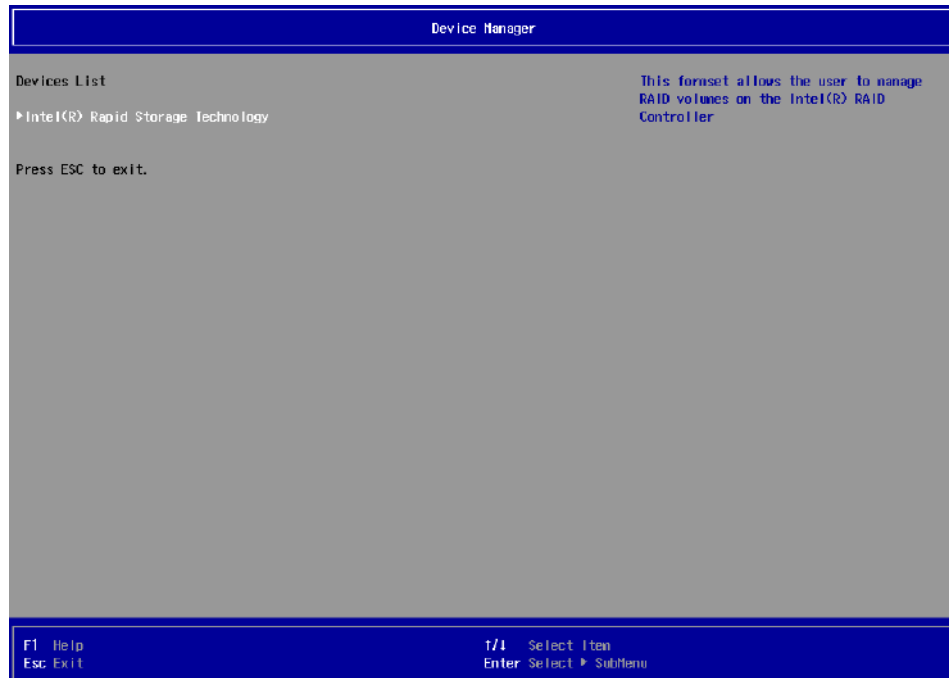 Device Manager
Devices List
This formset allows the user to manage
RAID volumes on the Intel(R) RAID
Controller
▶Intel(R) Rapid Storage Technology
Press ESC to exit.
F1 Help
↑/↓ Select Item
Esc Exit
Enter Select ▶ SubMenu